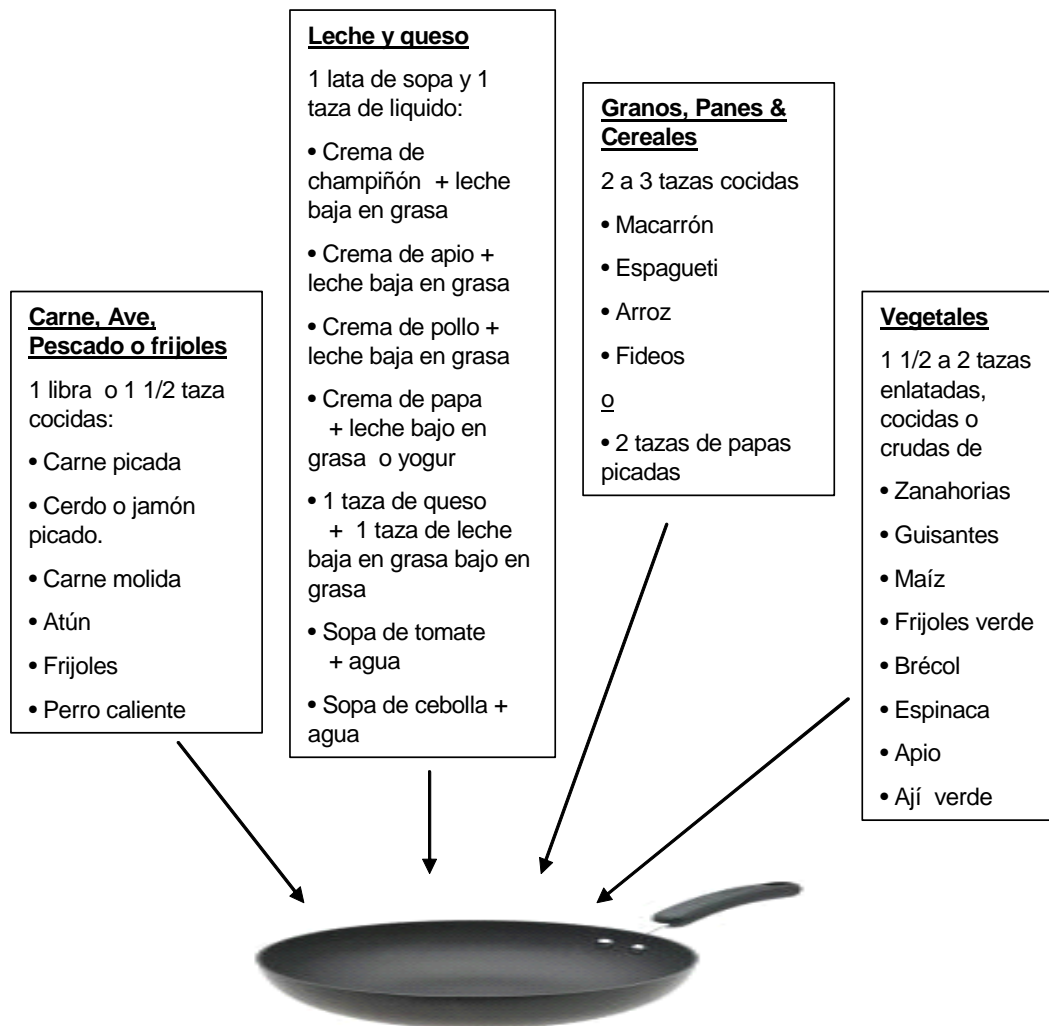 Carne, Ave,
Pescado o frijoles
1 libra o 1 1/2 taza
cocidas:
• Carne picada
• Cerdo o jamón
picado.
• Carne molida
• Atún
• Frijoles
• Perro caliente
Leche y queso
1 lata de sopa y 1
taza de liquido:
• Crema de
champiñón + leche
baja en grasa
• Crema de apio +
leche baja en grasa
• Crema de pollo +
leche baja en grasa
• Crema de papa
+ leche bajo en
grasa o yogur
• 1 taza de queso
+ 1 taza de leche
baja en grasa bajo en
grasa
• Sopa de tomate
+ agua
• Sopa de cebolla +
agua
Granos, Panes &
Cereales
2 a 3 tazas cocidas
• Macarrón
• Espagueti
• Arroz
• Fideos
o
• 2 tazas de papas
picadas
Vegetales
1 1/2 a 2 tazas
enlatadas,
cocidas o
crudas de
• Zanahorias
• Guisantes
• Maíz
• Frijoles verde
• Brécol
• Espinaca
• Apio
• Ají verde